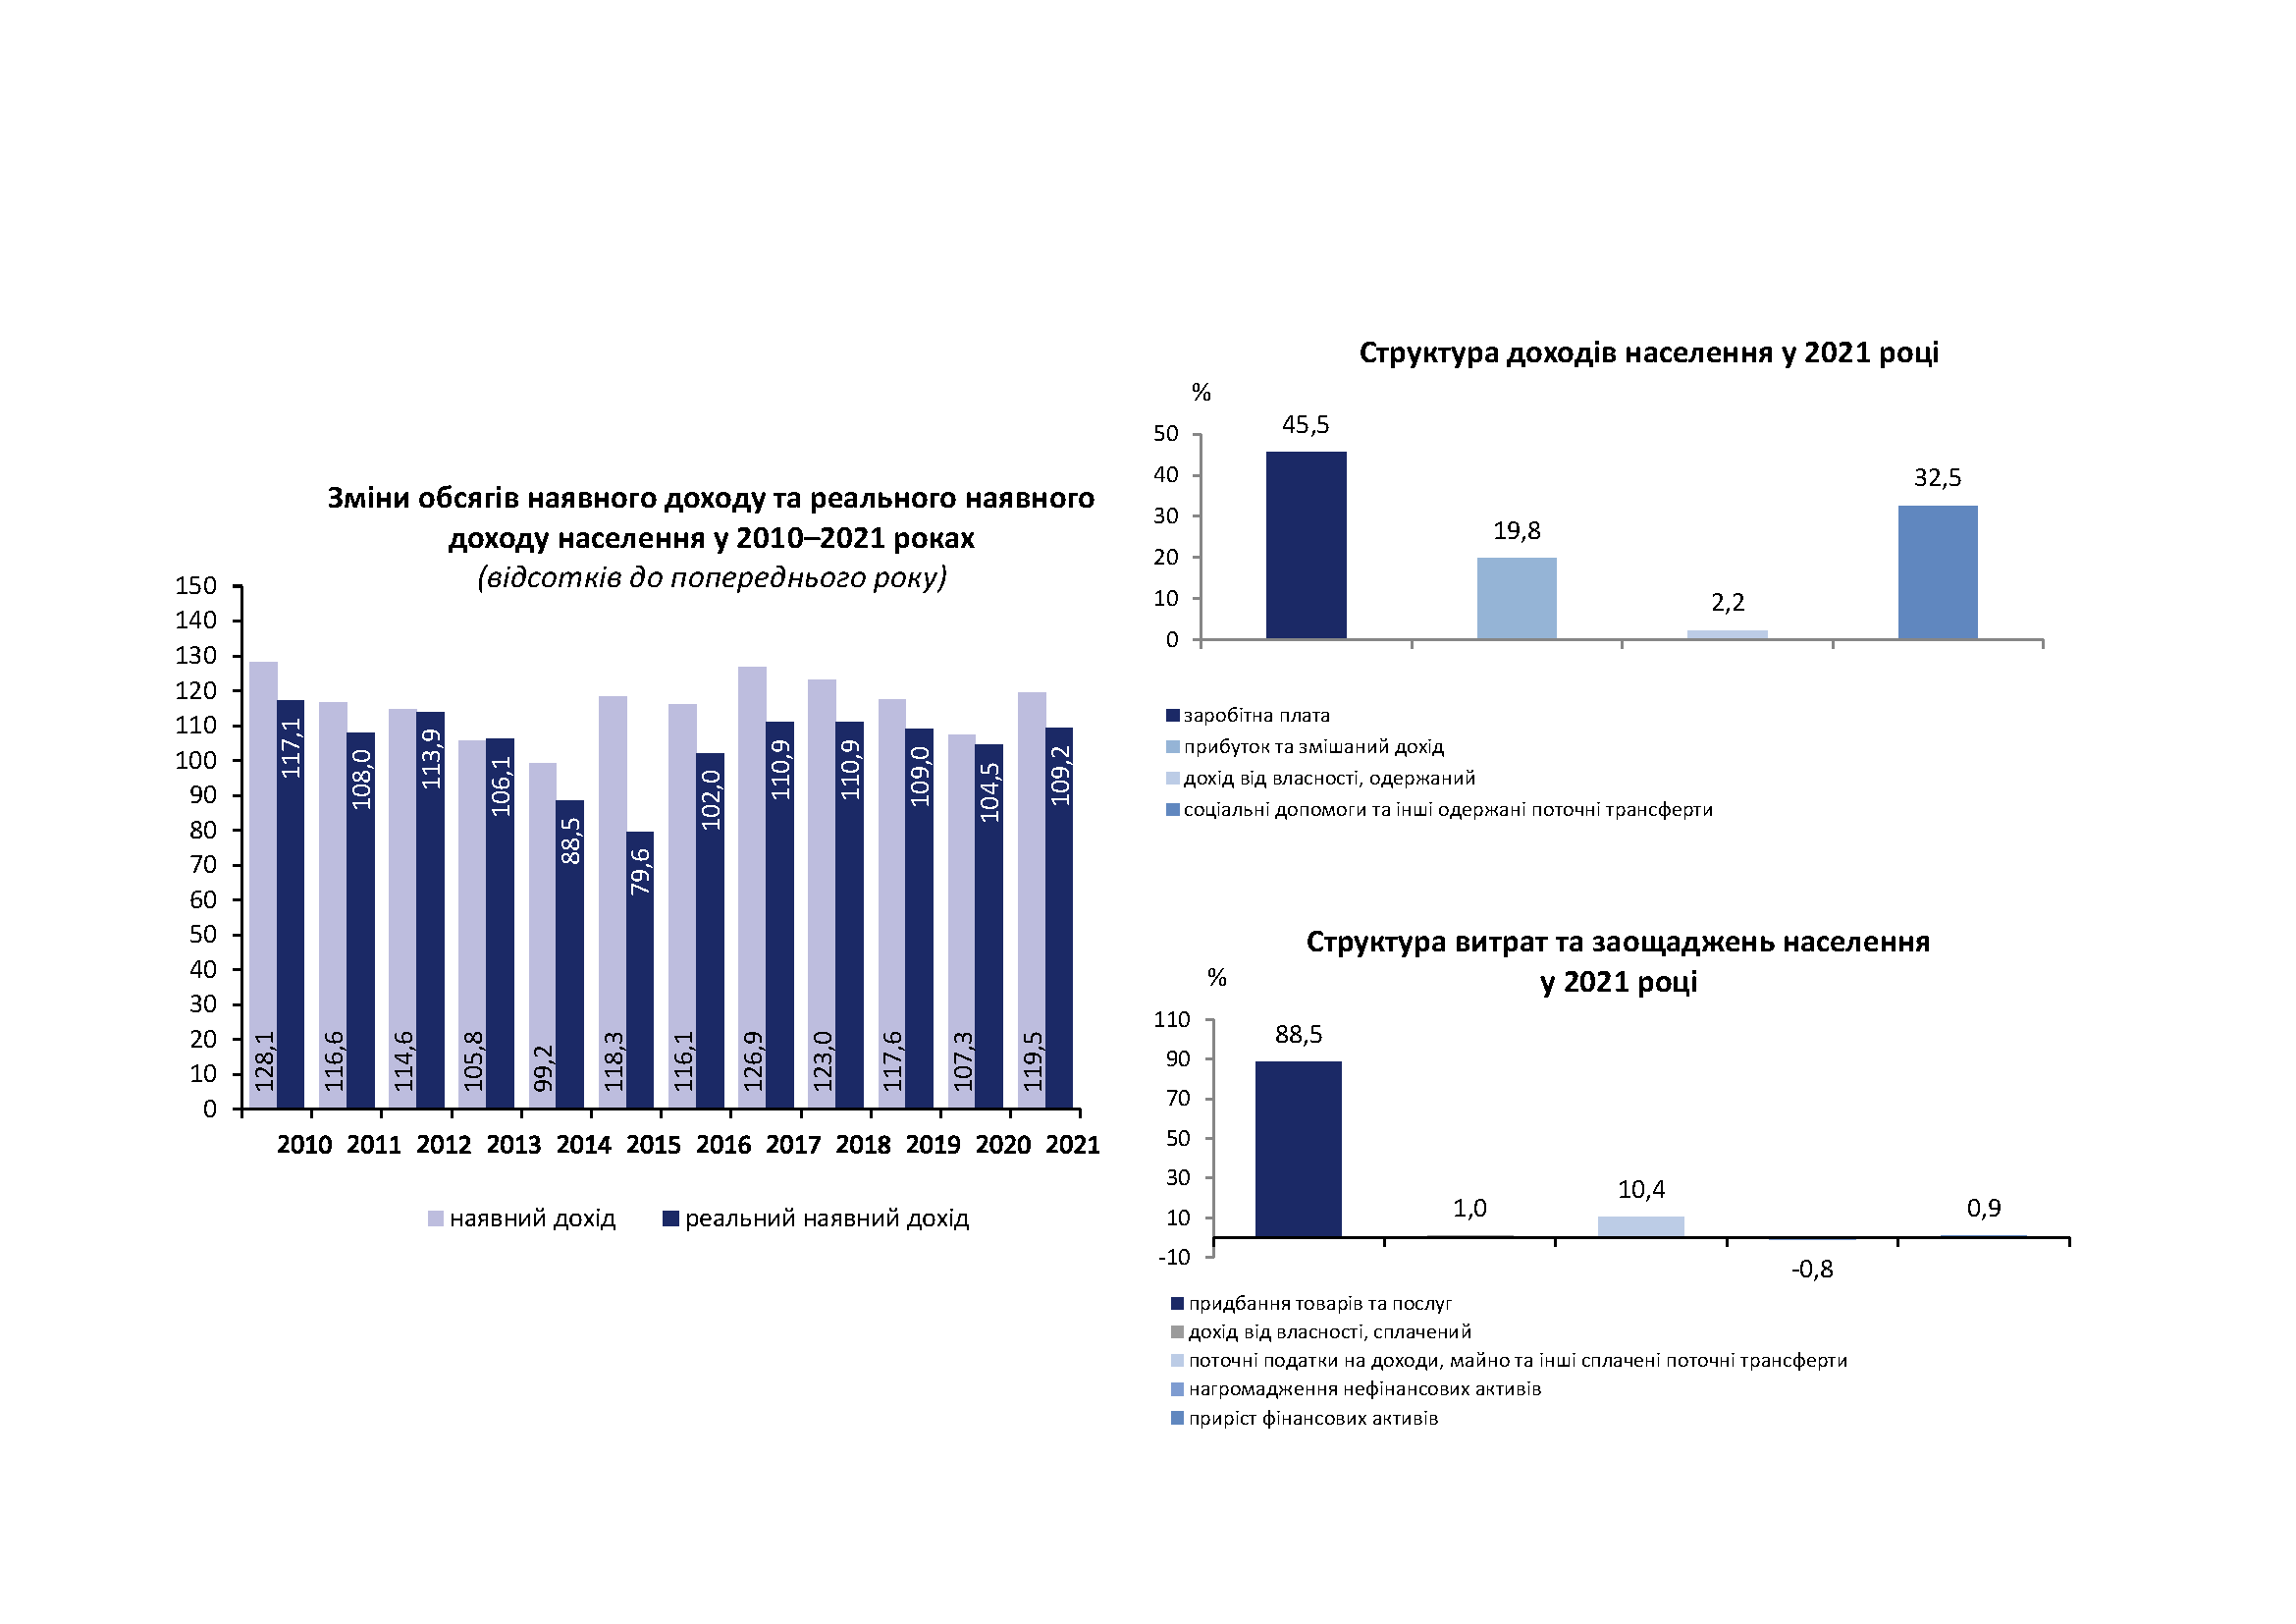 Зміни обсягів наявного доходу та реального наявного
доходу населення у 2010–2021 роках
(відсотків до попереднього року)
150
140
130
120
110
100
90
80
70
60
50
40
30
20
10
0
128,1 117,1 116,6 108,0 114,6 113,9 105,8 106,1 99,2 88,5 118,3 79,6 116,1 102,0 126,9 110,9 123,0 110,9 117,6 109,0 107,3 104,5 119,5 109,2
2010 2011 2012 2013 2014 2015 2016 2017 2018 2019 2020 2021
наявний дохід реальний наявний дохід
Структура доходів населення у 2021 році
%
50
40
30
20
10
0
45,5 19,8 2,2 32,5
заробітна плата
прибуток та змішаний дохід
дохід від власності, одержаний
соціальні допомоги та інші одержані поточні трансферти
Структура витрат та заощаджень населення
у 2021 році
%
110
90
70
50
30
10
-10
88,5 1,0 10,4 -0,8 0,9
придбання товарів та послуг
дохід від власності, сплачений
поточні податки на доходи, майно та інші сплачені поточні трансферти
нагромадження нефінансових активів
приріст фінансових активів